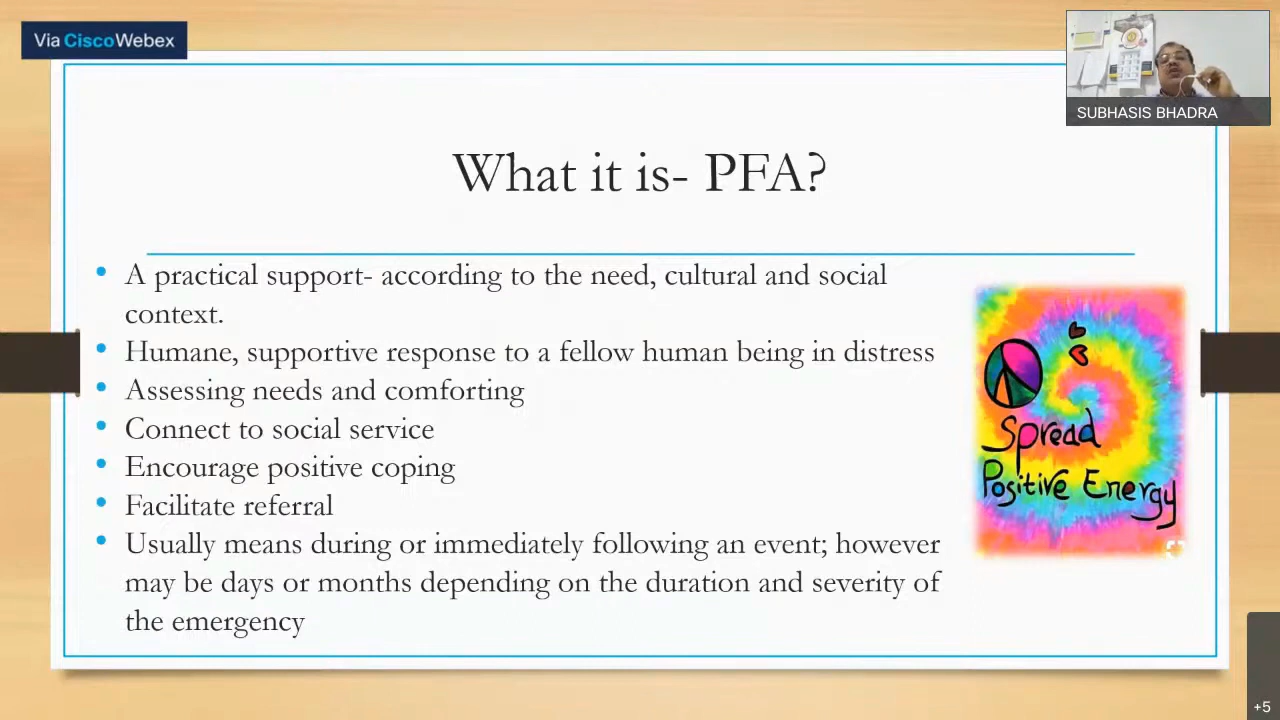 Via Cisco Webex
SUBHASIS BHADRA
What it is- PFA?
• A practical support- according to the need, cultural and social
context.
• Humane, supportive response to a fellow human being in distress
• Assessing needs and comforting
• Connect to social service
• Encourage positive coping
• Facilitate referral
• Usually means during or immediately following an event; however
may be days or months depending on the duration and severity of
the emergency
Spread
Positive Energy
+5